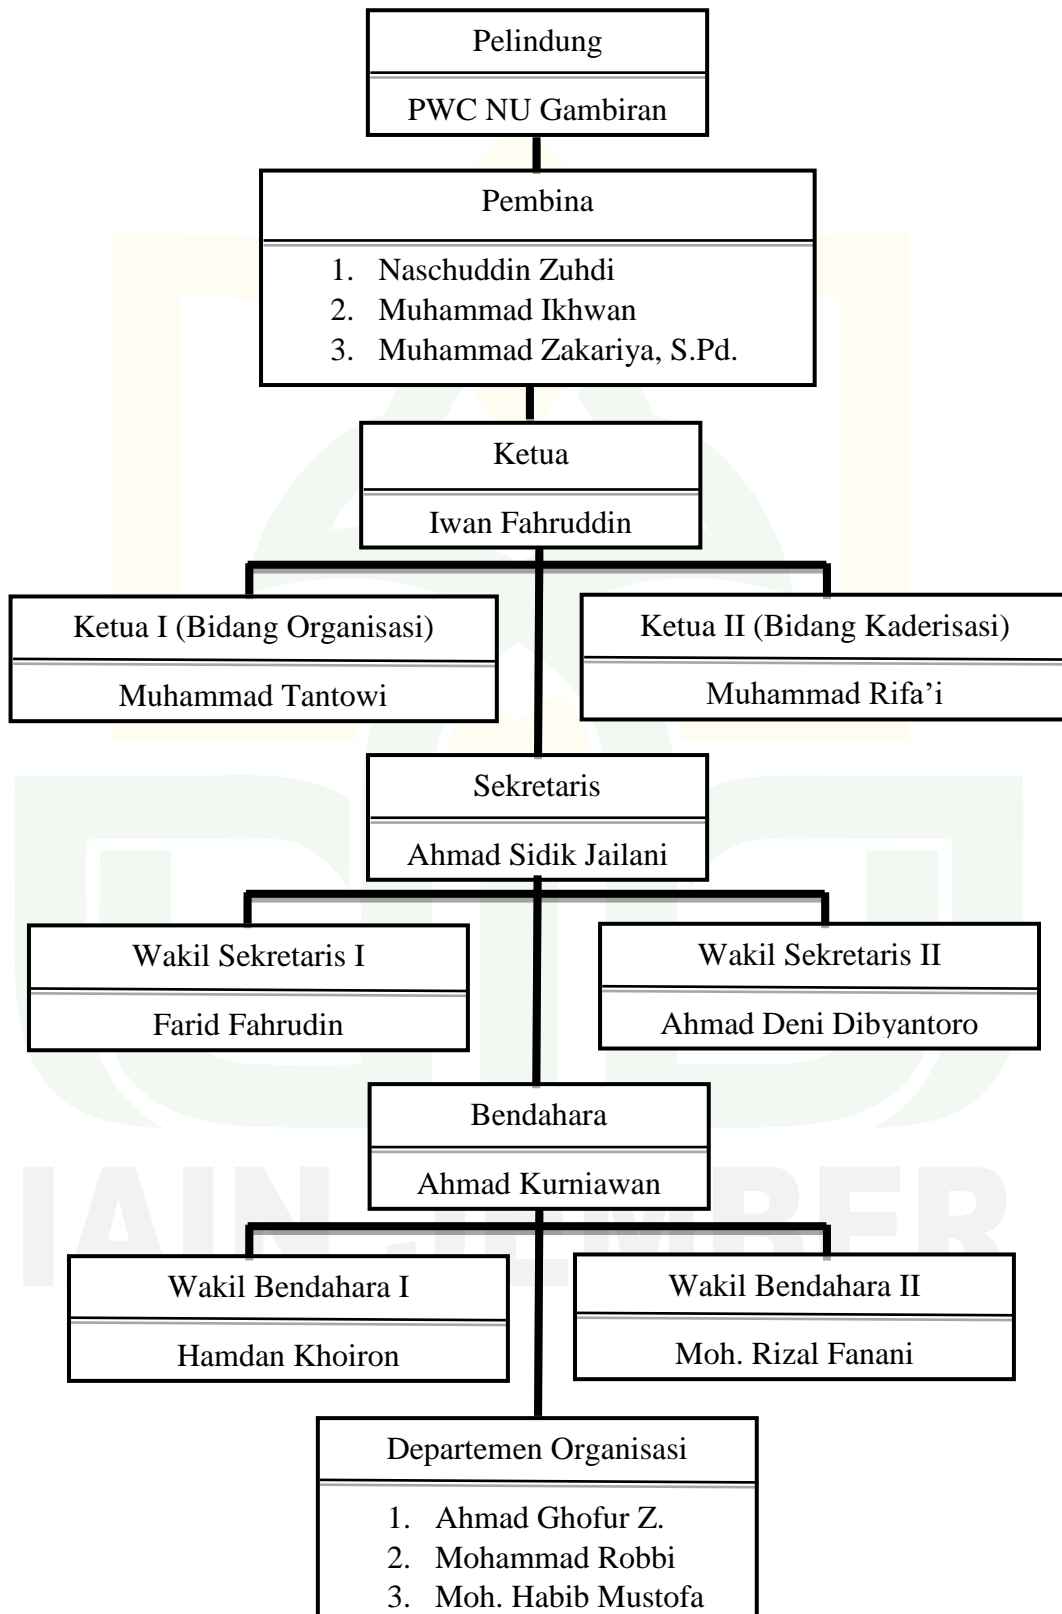 Pelindung
PWC NU Gambiran
Pembina
1. Naschuddin Zuhdi
2. Muhammad Ikhwan
3. Muhammad Zakariya, S.Pd.
Ketua
Iwan Fahruddin
Ketua I (Bidang Organisasi)
Muhammad Tantowi
Ketua II (Bidang Kaderisasi)
Muhammad Rifa’i
Sekretaris
Ahmad Sidik Jailani
Wakil Sekretaris I
Farid Fahrudin
Wakil Sekretaris II
Ahmad Deni Dibyantoro
Bendahara
Ahmad Kurniawan
IAIN JEMBER
Wakil Bendahara I
Hamdan Khoiron
Wakil Bendahara II
Moh. Rizal Fanani
Departemen Organisasi
1. Ahmad Ghofur Z.
2. Mohammad Robbi
3. Moh. Habib Mustofa